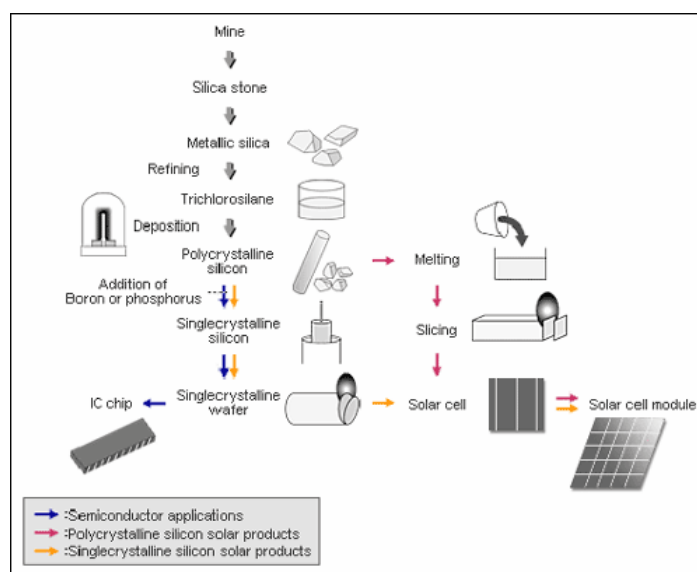 Mine
Silica stone
Metallic silica
Refining
Trichlorosilane
Deposition
Polycrystalline
silicon
Melting
Addition of
Boron or phosphorus
Singlecrystalline
silicon
Slicing
IC chip
Singlecrystalline
wafer
Solar cell
Solar cell module
:Semiconductor applications
:Polycrystalline silicon solar products
:Singlecrystalline silicon solar products